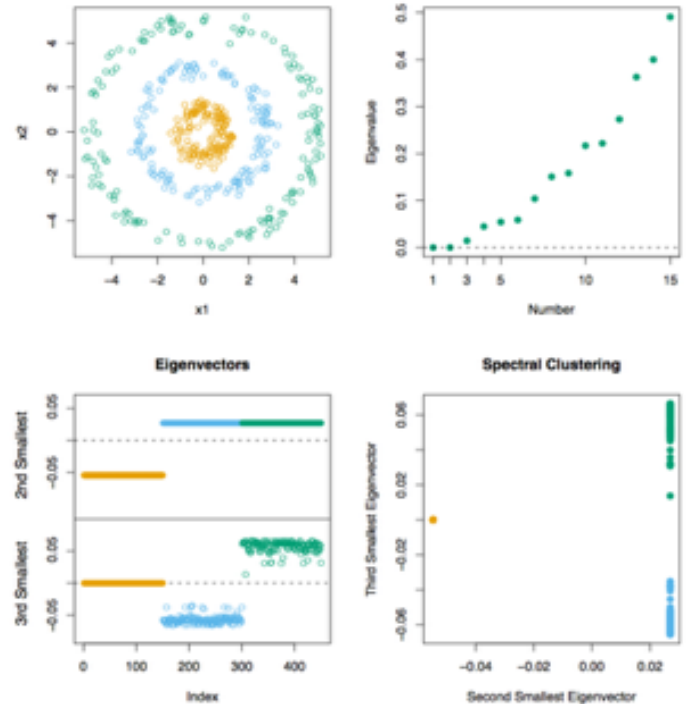 4
2
0
−2
−4
x2
−4 −2 0 2 4
x1
0.5
0.4
0.3
0.2
0.1
0.0
Eigenvalue
1 3 5 10 15
Number
Eigenvectors
0.05
−0.05
2nd Smallest
0.05
−0.05
3rd Smallest
0 100 200 300 400
Index
Spectral Clustering
0.06
0.02
−0.02
−0.06
Third Smallest Eigenvector
−0.04 −0.02 0.00 0.02
Second Smallest Eigenvector